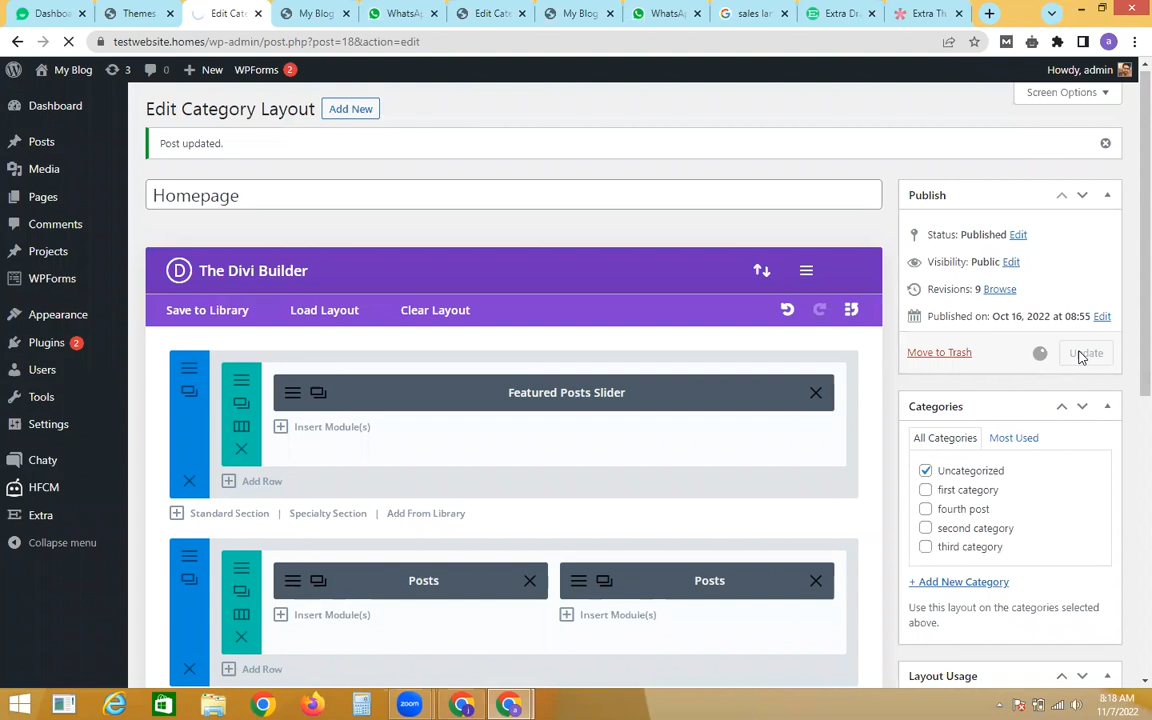 Dashboa
Themes
Edit Cate
My Blog
WhatsA
Edit Cate
My Blog
WhatsA
sales lan
Extra Dr
Extra Th
testwebsite.homes/wp-admin/post.php?post=18&action=edit
My Blog 3 0 New WPForms 2 Howdy, admin
Screen Options
Edit Category Layout Add New
Post updated.
Homepage
Dashboard
Posts
Media
Pages
Comments
Projects
WPForms
Appearance
Plugins 2
Users
Tools
Settings
Chaty
HFCM
Extra
Collapse menu
D The Divi Builder
Save to Library Load Layout Clear Layout
Featured Posts Slider
Insert Module(s)
Add Row
Standard Section | Specialty Section | Add From Library
Posts Posts
Insert Module(s) Insert Module(s)
Add Row
Publish
Status: Published Edit
Visibility: Public Edit
Revisions: 9 Browse
Published on: Oct 16, 2022 at 08:55 Edit
Move to Trash Update
Categories
All Categories Most Used
Uncategorized
first category
fourth post
second category
third category
+ Add New Category
Use this layout on the categories selected
above.
Layout Usage
zoom
8:18 AM
11/7/2022